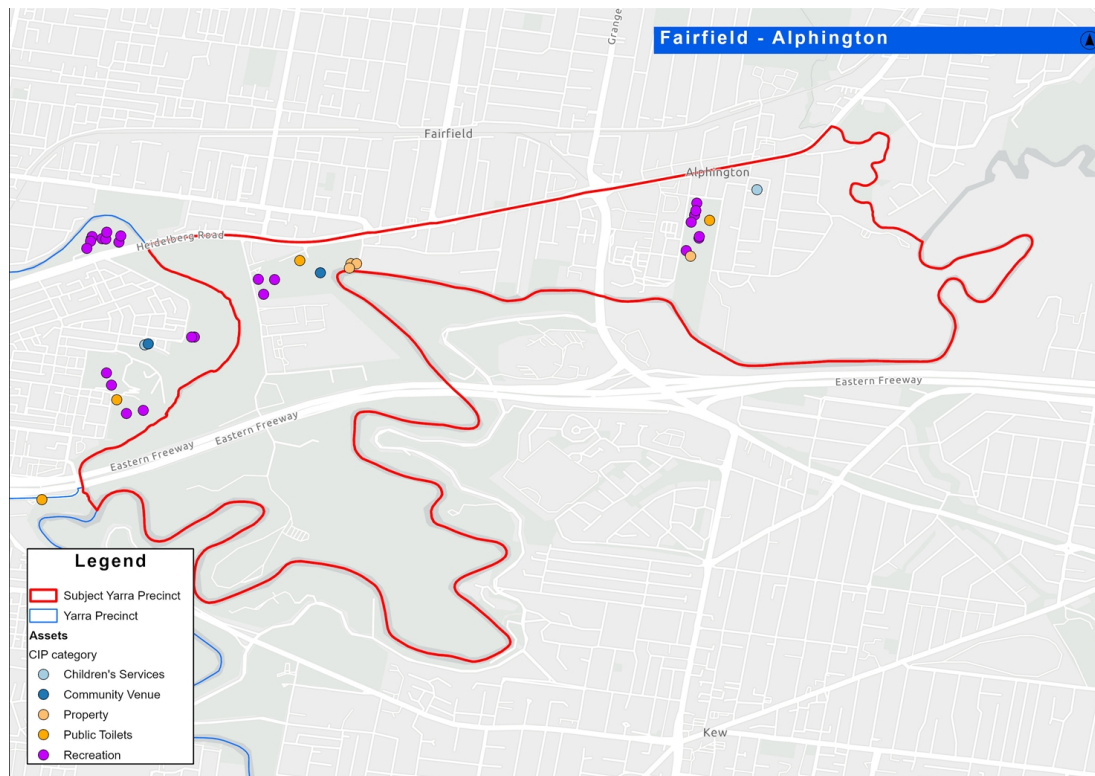 Fairfield - Alphington
Grange
Fairfield
Alphington
Heidelberg Road
Eastern Freeway
Eastern Freeway
Eastern Freeway
Kew
Legend
Subject Yarra Precinct
Yarra Precinct
Assets
CIP category
Children's Services
Community Venue
Property
Public Toilets
Recreation